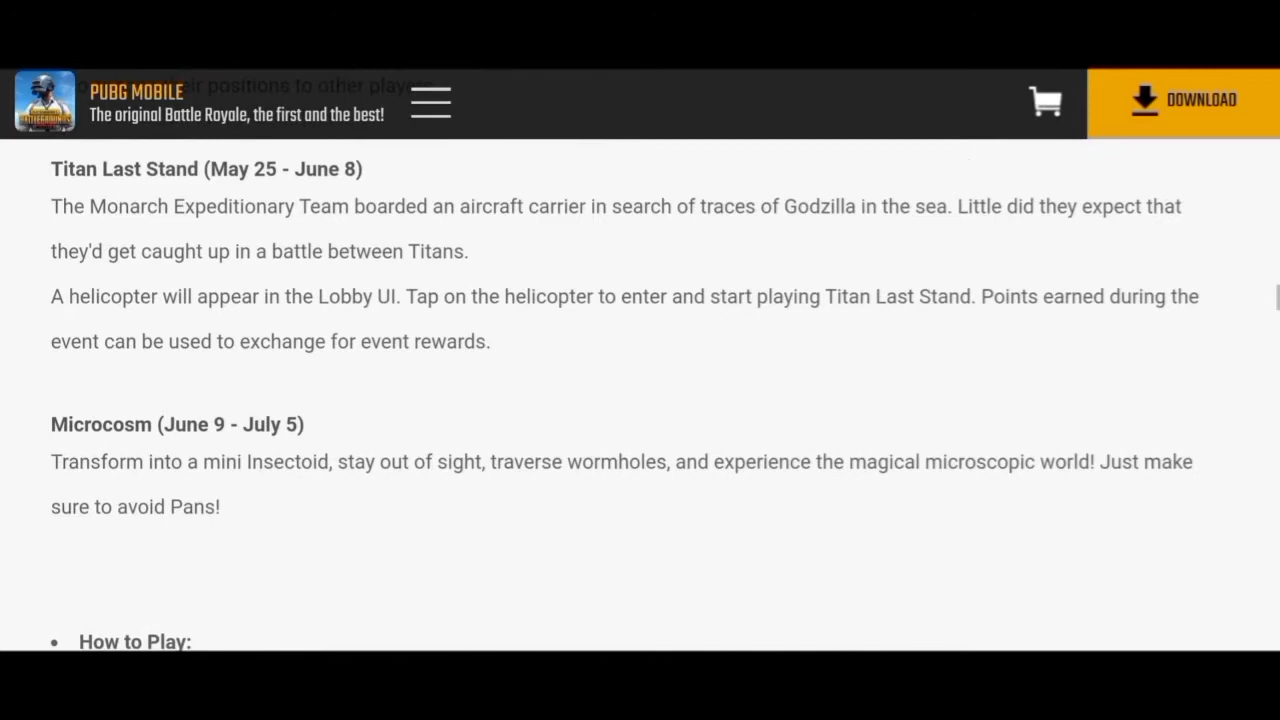 their positions to other players
PUBG MOBILE
The original Battle Royale, the first and the best!
DOWNLOAD
Titan Last Stand (May 25 - June 8)
The Monarch Expeditionary Team boarded an aircraft carrier in search of traces of Godzilla in the sea. Little did they expect that
they'd get caught up in a battle between Titans.
A helicopter will appear in the Lobby UI. Tap on the helicopter to enter and start playing Titan Last Stand. Points earned during the
event can be used to exchange for event rewards.
Microcosm (June 9 - July 5)
Transform into a mini Insectoid, stay out of sight, traverse wormholes, and experience the magical microscopic world! Just make
sure to avoid Pans!
• How to Play: